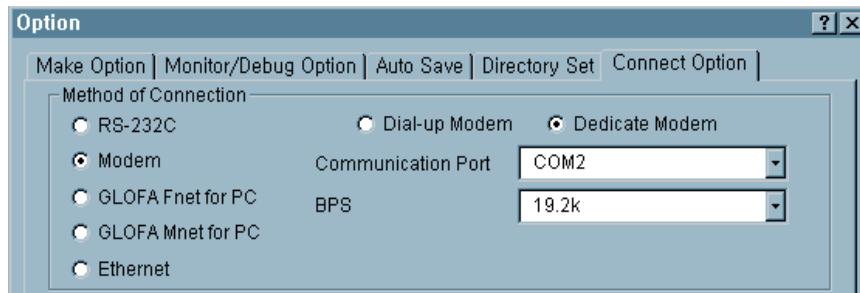 Option
Make Option Monitor/Debug Option Auto Save Directory Set Connect Option
Method of Connection
RS-232C Dial-up Modem Dedicate Modem
Modem Communication Port COM2
GLOFA Fnet for PC BPS 19.2k
GLOFA Mnet for PC
Ethernet